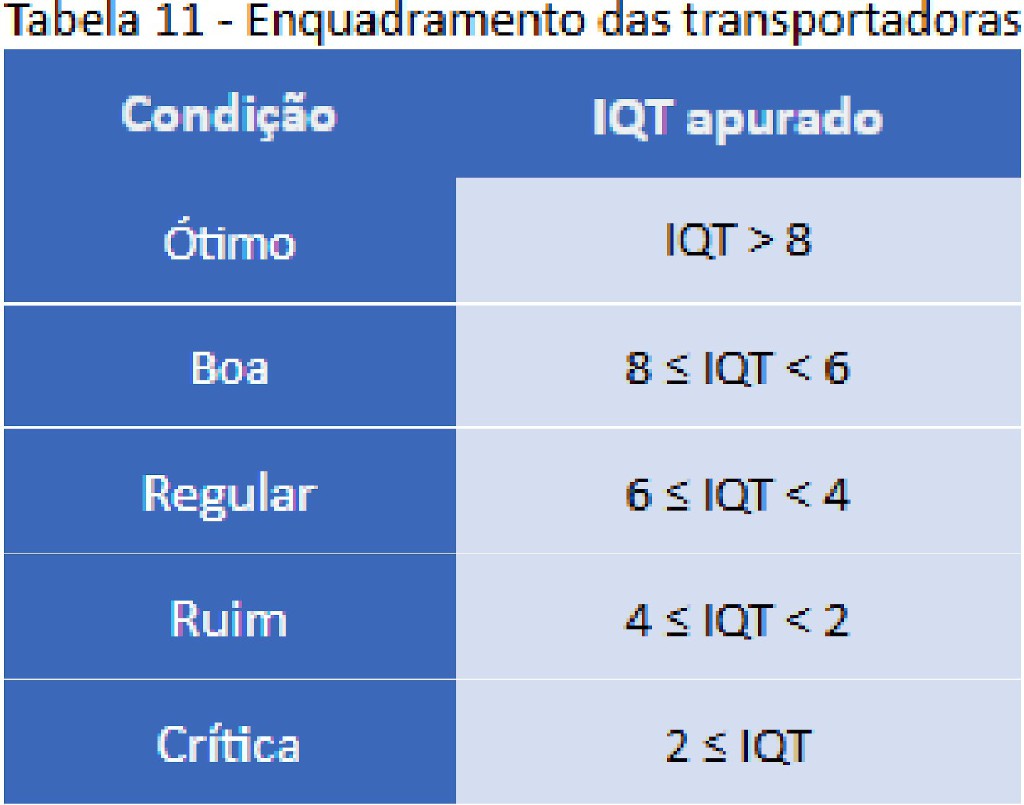 Tabela 11 - Enquadramento das transportadoras
Condição IQT apurado
Ótimo IQT > 8
Boa 8 ≤ IQT < 6
Regular 6 ≤ IQT < 4
Ruim 4 ≤ IQT < 2
Crítica 2 ≤ IQT